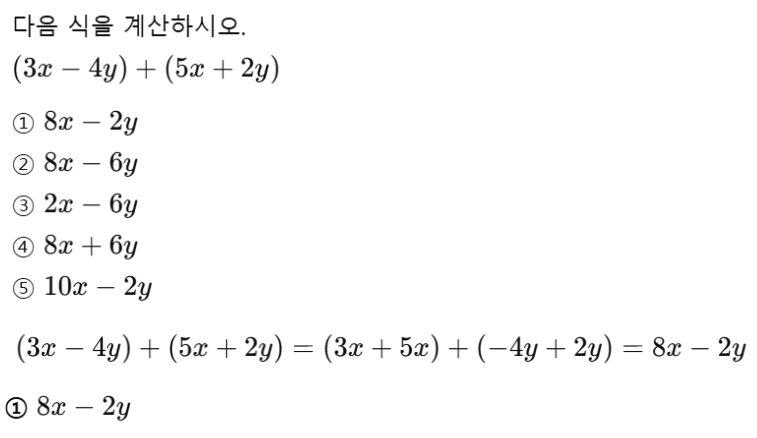 다음 식을 계산하시오.
(3x − 4y) + (5x + 2y)
① 8x − 2y
② 8x − 6y
③ 2x − 6y
④ 8x + 6y
⑤ 10x − 2y
(3x − 4y) + (5x + 2y) = (3x + 5x) + (−4y + 2y) = 8x − 2y
① 8x − 2y